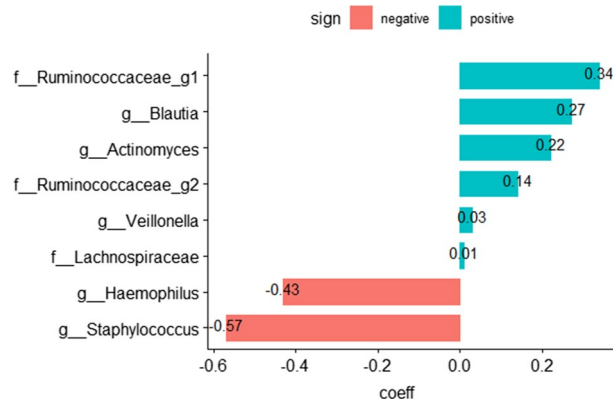 sign negative positive
f__Ruminococcaceae_g1 0.34
g__Blautia 0.27
g__Actinomyces 0.22
f__Ruminococcaceae_g2 0.14
g__Veillonella 0.03
f__Lachnospiraceae 0.01
g__Haemophilus -0.43
g__Staphylococcus -0.57
-0.6 -0.4 -0.2 0.0 0.2
coeff